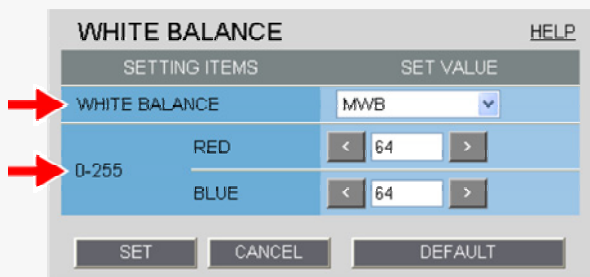 WHITE BALANCE HELP
SETTING ITEMS SET VALUE
WHITE BALANCE MWB
0-255
RED < 64 >
BLUE < 64 >
SET CANCEL DEFAULT